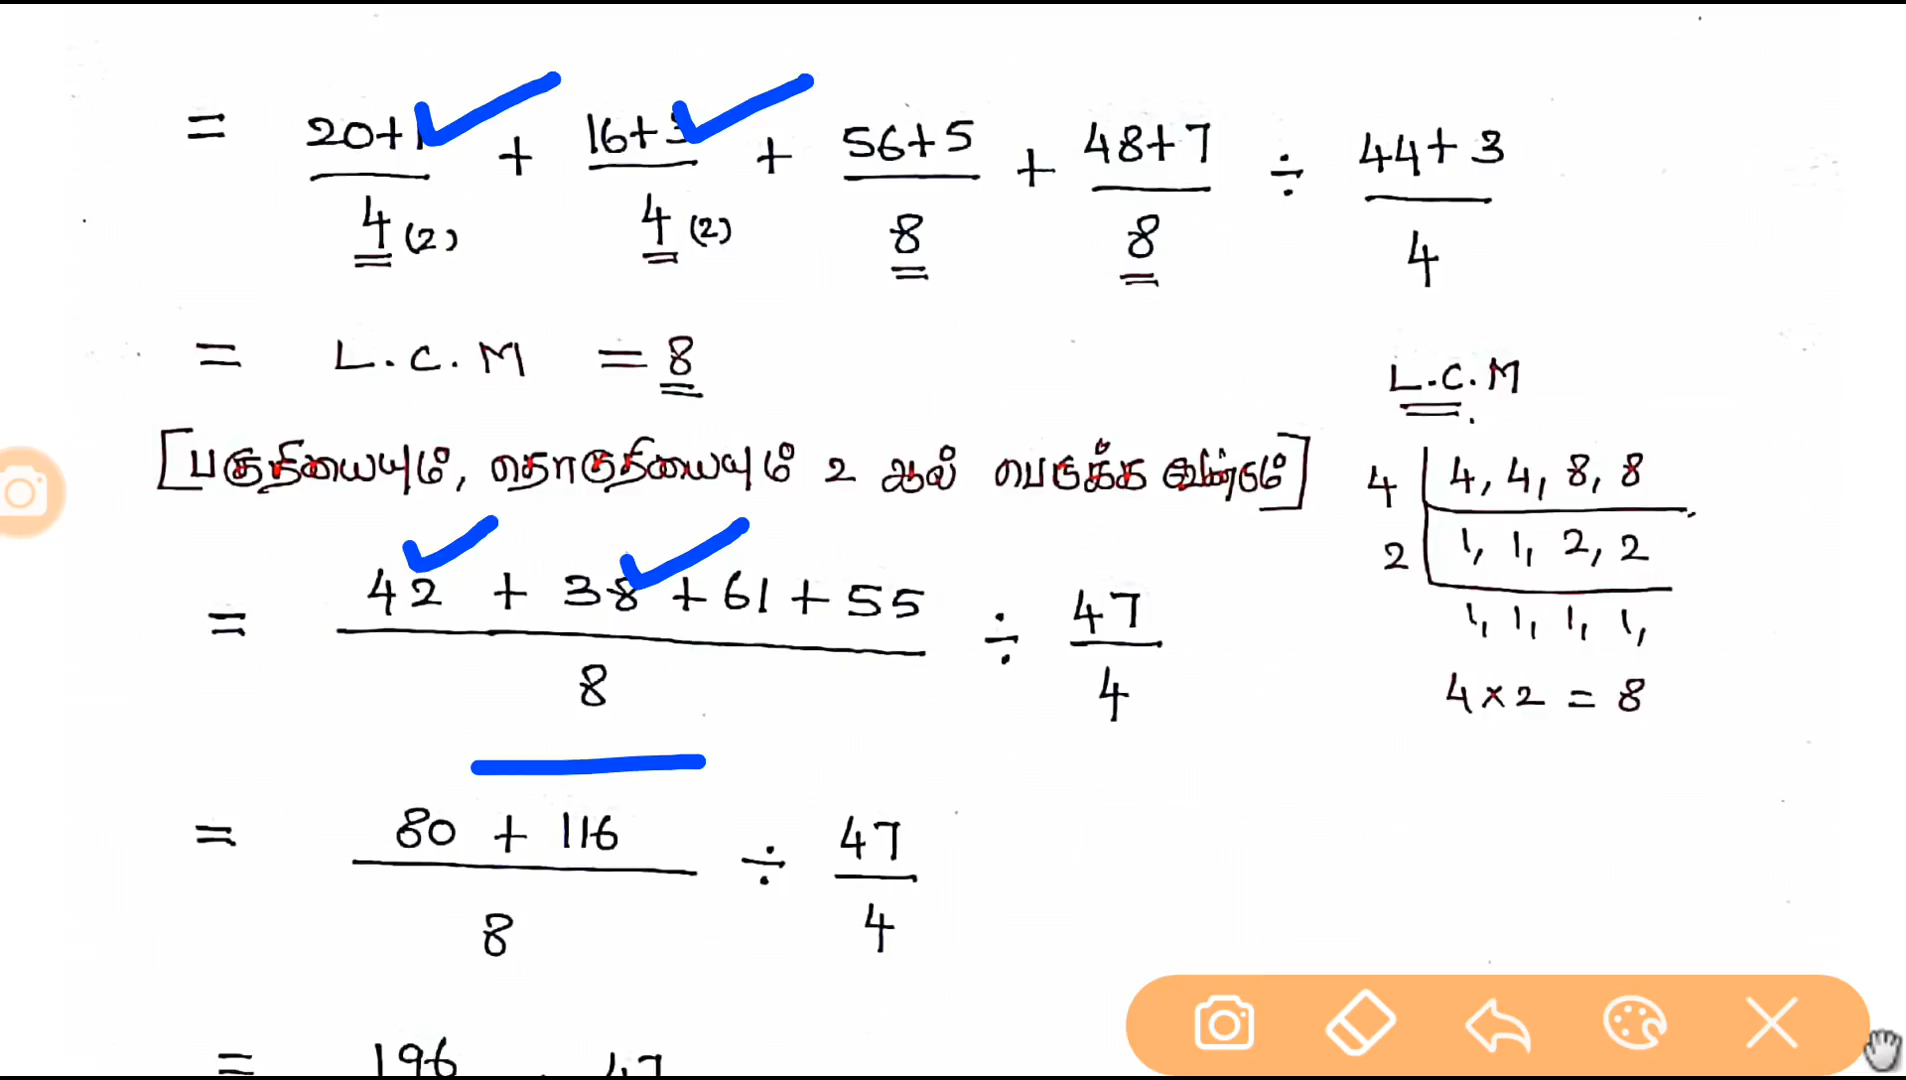 = 20+1/4 (2) + 16+3/4 (2) + 56+5/8 + 48+7/8 ÷ 44+3/4
= L.C.M = 8
[பகுதியையும், தொகுதியையும் 2 ஆல் பெருக்க வேண்டும்]
= 42 + 38 + 61 + 55/8 ÷ 47/4
= 80 + 116/8 ÷ 47/4
= 196 ÷ 47
L.C.M
4 | 4, 4, 8, 8
2 | 1, 1, 2, 2
1, 1, 1, 1,
4 × 2 = 8